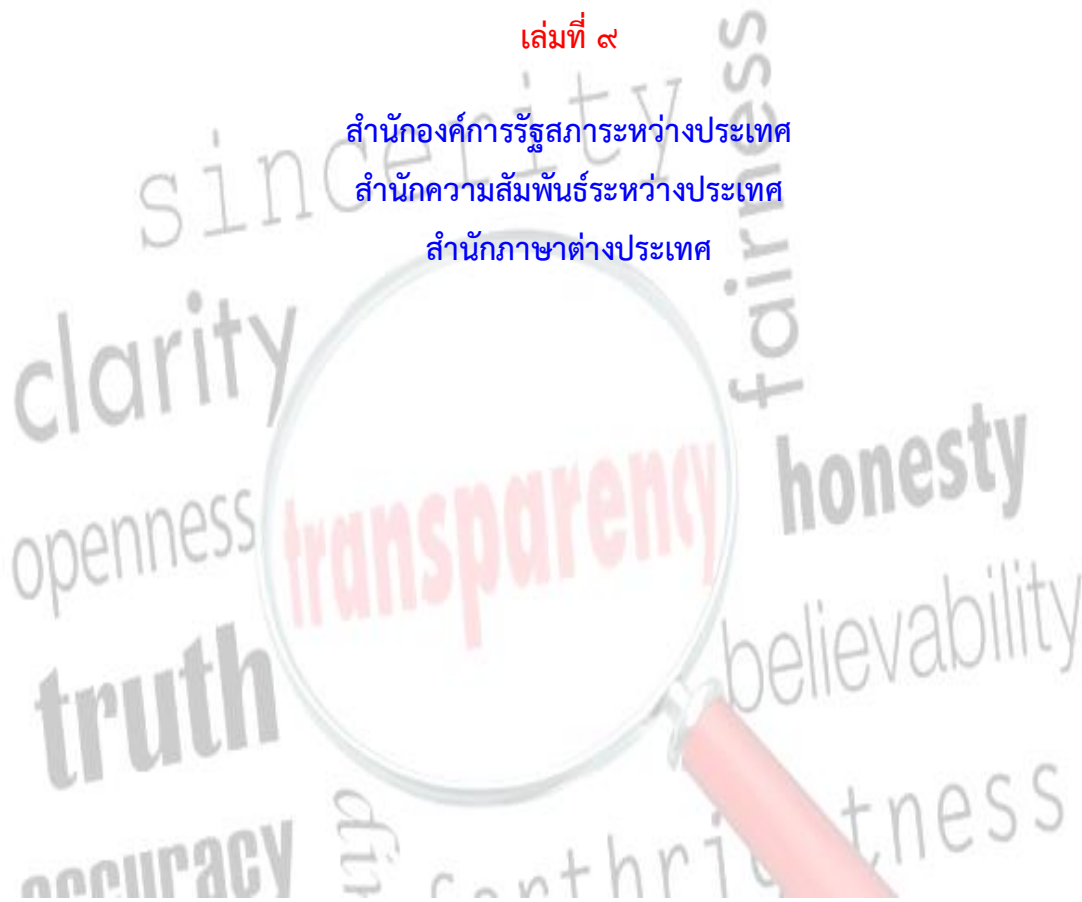 เล่มที่ ๙
สำนักองค์การรัฐสภาระหว่างประเทศ
สำนักความสัมพันธ์ระหว่างประเทศ
สำนักภาษาต่างประเทศ
sincerity
fairness
clarity
honesty
openness
transparency
believability
truth
accuracy